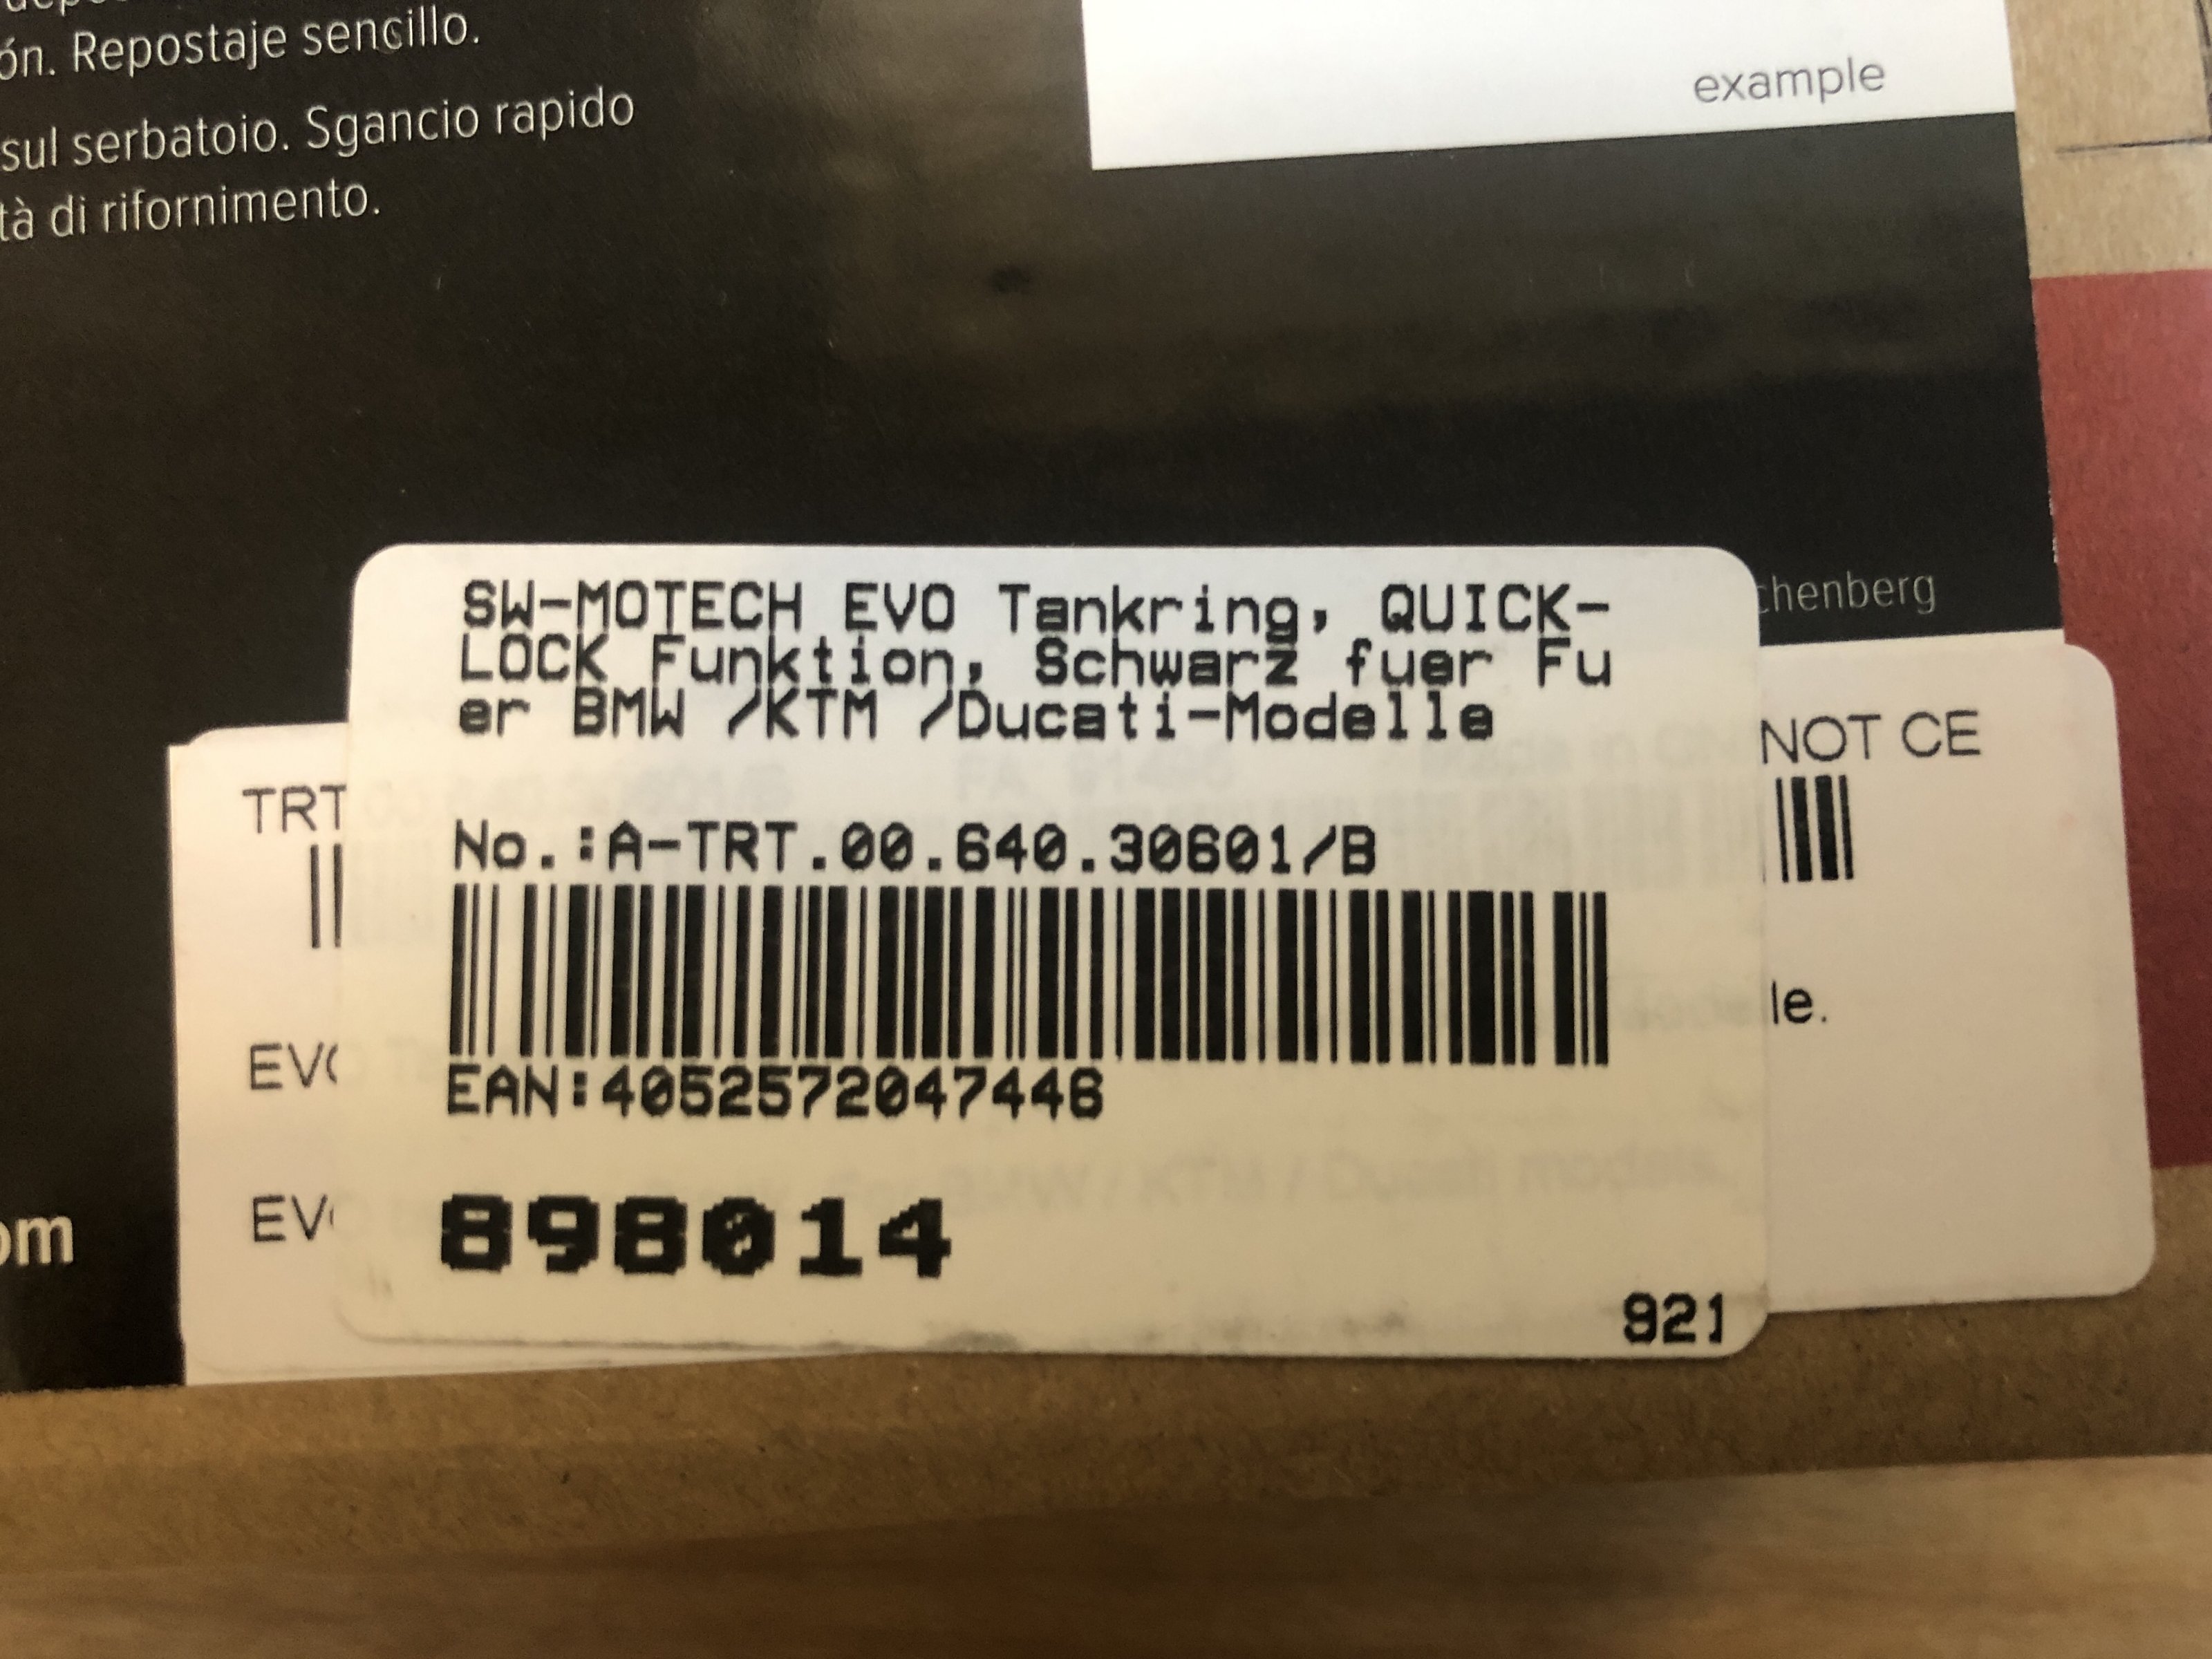 ón. Repostaje sencillo.
sul serbatoio. Sgancio rapido
tà di rifornimento.
example
chenberg
SW-MOTECH EVO Tankring, QUICK-
LOCK Funktion, Schwarz fuer Fu
er BMW /KTM /Ducati-Modelle
TRT
NOT CE
No.:A-TRT.00.640.30601/B
le.
EVO
EAN:4052572047446
EV
om
898014
921